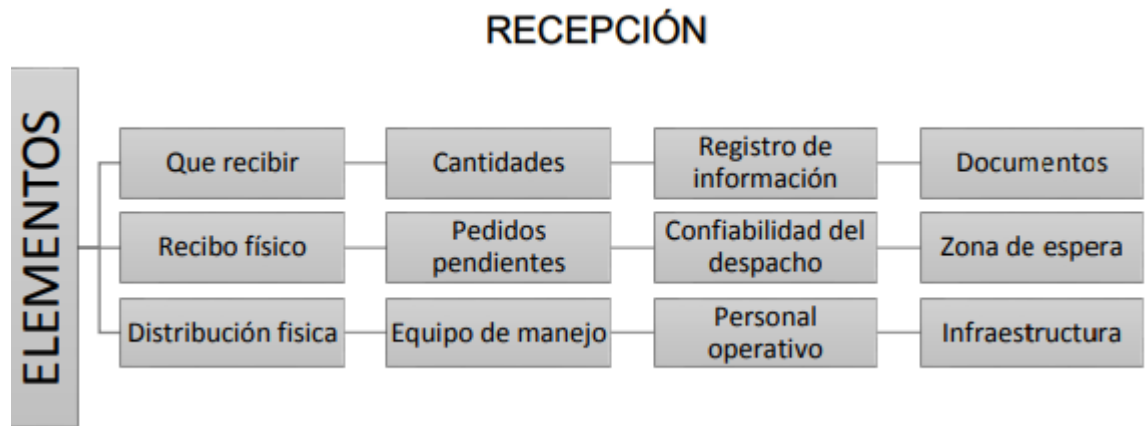 RECEPCIÓN
ELEMENTOS
Que recibir
Cantidades
Registro de
información
Documentos
Recibo físico
Pedidos
pendientes
Confiabilidad del
despacho
Zona de espera
Distribución fisica
Equipo de manejo
Personal
operativo
Infraestructura